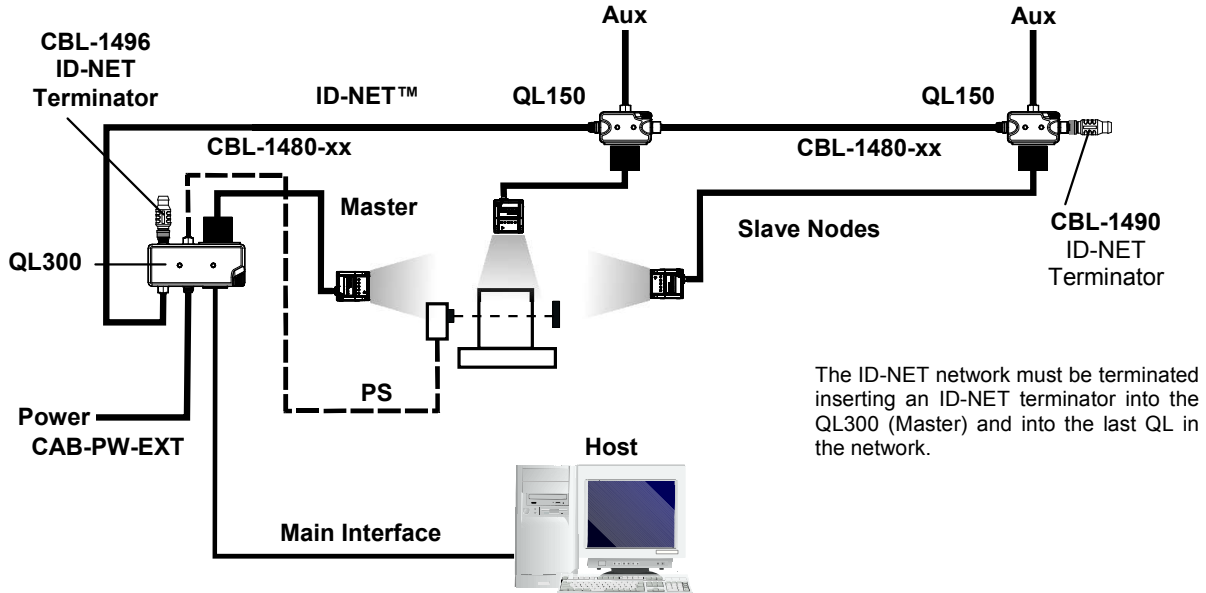 Aux
Aux
CBL-1496
ID-NET
Terminator
ID-NET™
QL150
QL150
CBL-1480-xx
CBL-1480-xx
Master
Slave Nodes
CBL-1490
ID-NET
Terminator
QL300
PS
Power
CAB-PW-EXT
The ID-NET network must be terminated
inserting an ID-NET terminator into the
QL300 (Master) and into the last QL in
the network.
Host
Main Interface